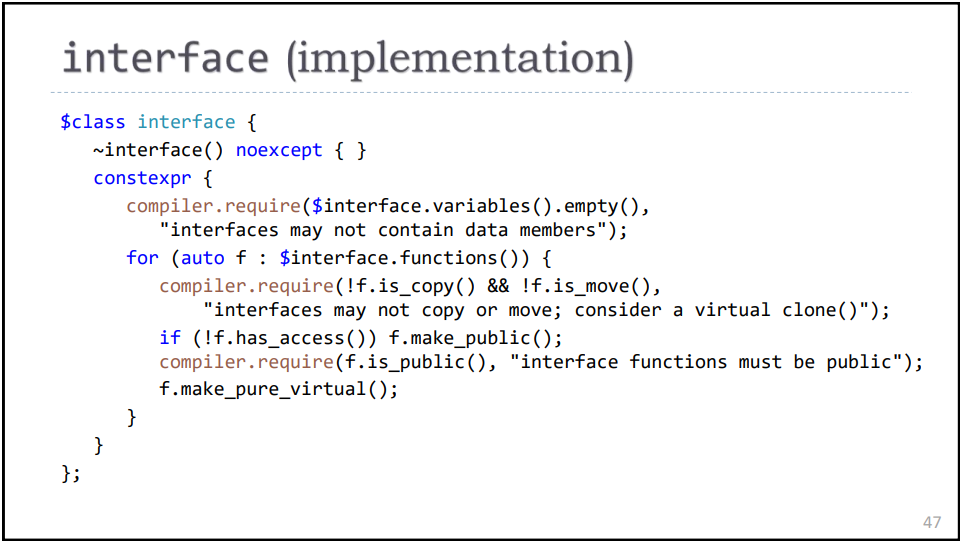 interface (implementation)
$class interface {
~interface() noexcept { }
constexpr {
compiler.require($interface.variables().empty(),
"interfaces may not contain data members");
for (auto f : $interface.functions()) {
compiler.require(!f.is_copy() && !f.is_move(),
"interfaces may not copy or move; consider a virtual clone()");
if (!f.has_access()) f.make_public();
compiler.require(f.is_public(), "interface functions must be public");
f.make_pure_virtual();
}
}
};
47